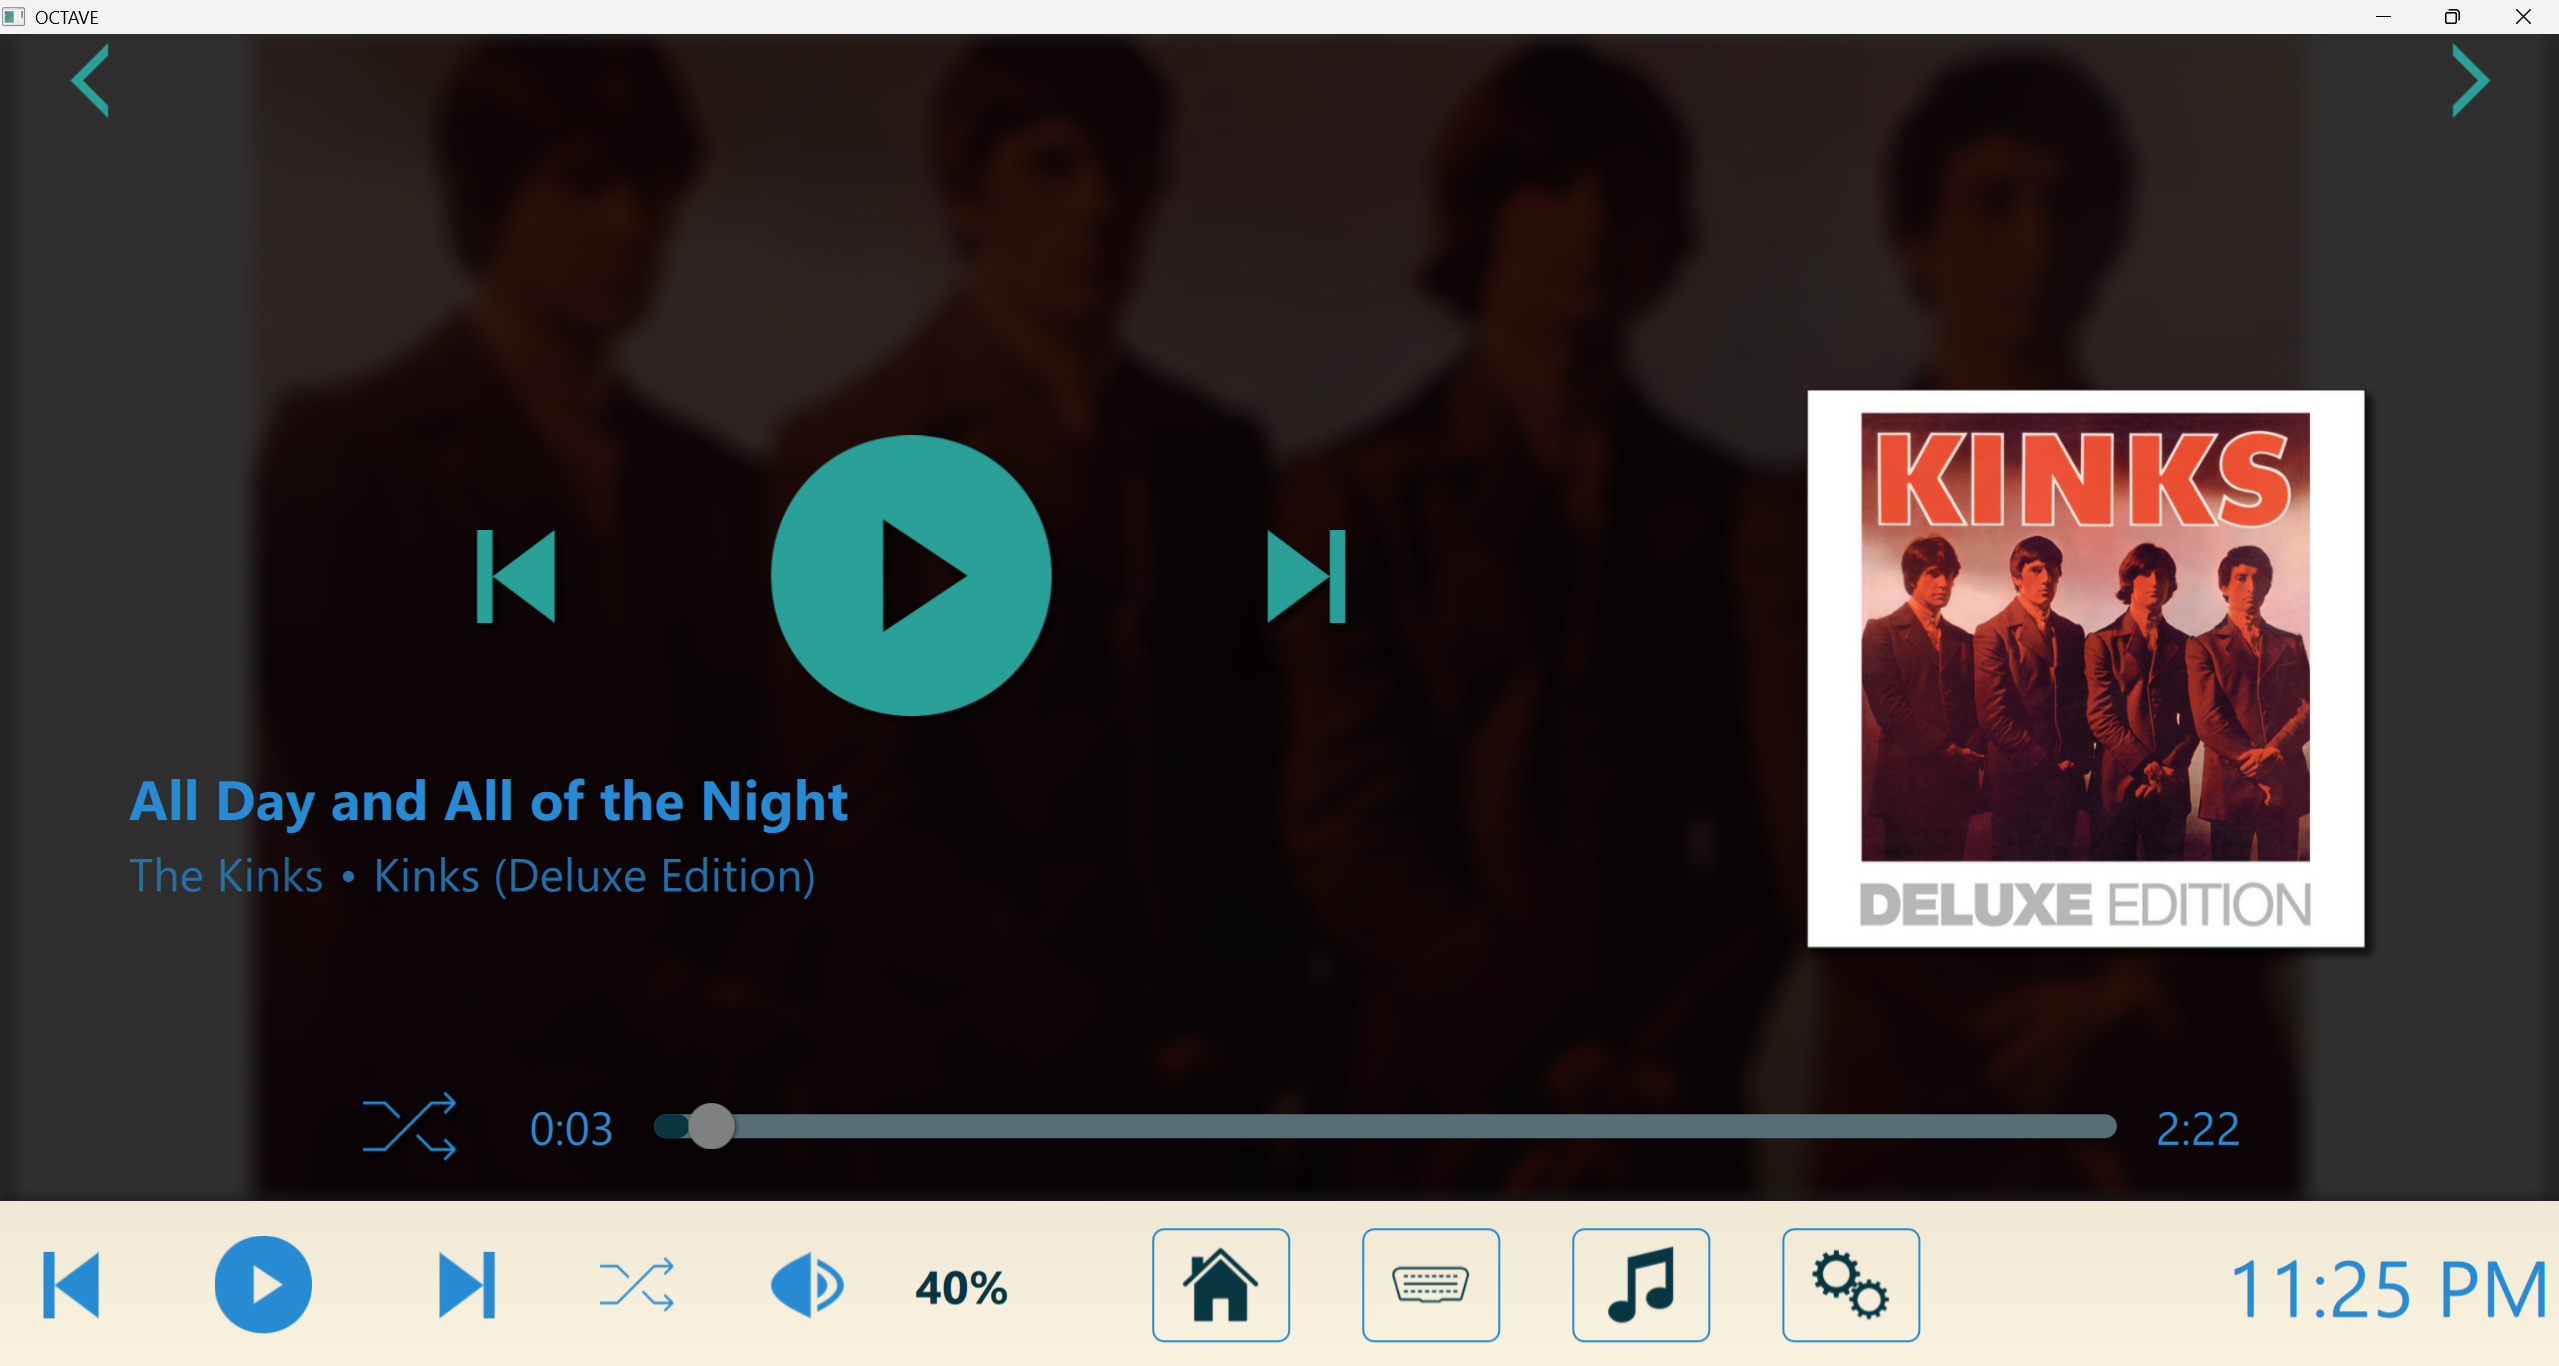 OCTAVE
KINKS
DELUXE EDITION
All Day and All of the Night
The Kinks • Kinks (Deluxe Edition)
0:03
2:22
40%
11:25 PM